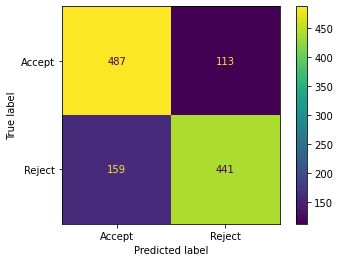 Accept
Reject
True label
487
113
159
441
Accept
Reject
Predicted label
450
400
350
300
250
200
150